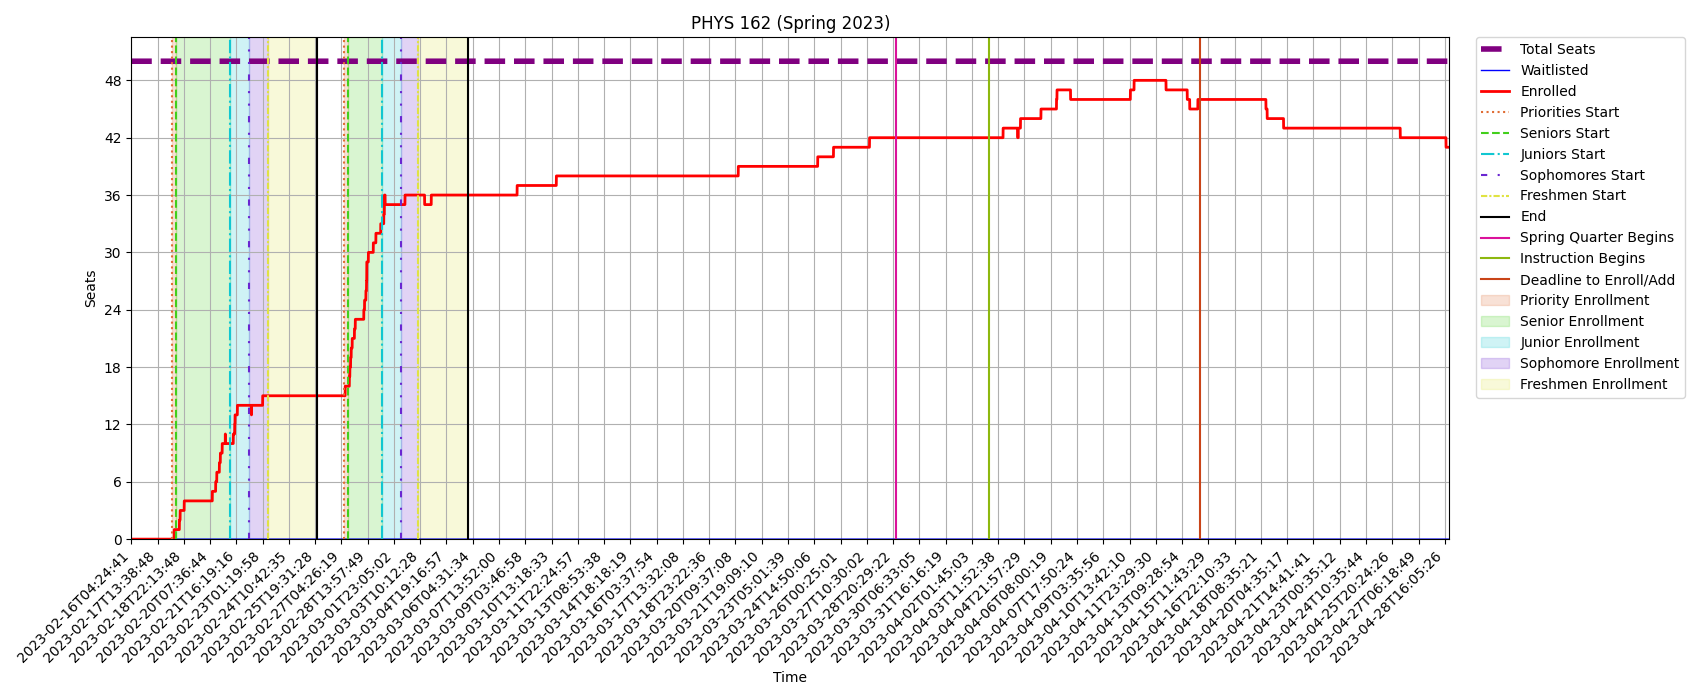 PHYS 162 (Spring 2023)
Seats
48
42
36
30
24
18
12
6
0
2023-02-16T04:24:41
2023-02-17T13:38:48
2023-02-18T22:13:48
2023-02-20T07:36:44
2023-02-21T16:19:16
2023-02-23T01:19:58
2023-02-24T10:42:35
2023-02-25T19:31:28
2023-02-27T04:26:19
2023-02-28T13:57:49
2023-03-01T23:05:02
2023-03-03T10:12:28
2023-03-04T19:16:57
2023-03-06T04:31:34
2023-03-07T13:52:00
2023-03-09T03:46:58
2023-03-10T13:18:33
2023-03-11T22:24:57
2023-03-13T08:53:38
2023-03-14T18:18:19
2023-03-16T03:37:54
2023-03-17T13:32:08
2023-03-18T23:22:36
2023-03-20T09:37:08
2023-03-21T19:09:10
2023-03-23T05:01:39
2023-03-24T14:50:06
2023-03-26T00:25:01
2023-03-27T10:30:02
2023-03-28T20:29:22
2023-03-30T06:33:05
2023-03-31T16:16:19
2023-04-02T01:45:03
2023-04-03T11:52:38
2023-04-04T21:57:29
2023-04-06T08:00:19
2023-04-07T17:50:24
2023-04-09T03:35:56
2023-04-10T13:42:10
2023-04-11T23:29:30
2023-04-13T09:28:54
2023-04-15T11:43:29
2023-04-16T22:10:33
2023-04-18T08:35:21
2023-04-20T04:35:17
2023-04-21T14:41:41
2023-04-23T00:35:12
2023-04-24T10:35:44
2023-04-25T20:24:26
2023-04-27T06:18:49
2023-04-28T16:05:26
Time
Total Seats
Waitlisted
Enrolled
Priorities Start
Seniors Start
Juniors Start
Sophomores Start
Freshmen Start
End
Spring Quarter Begins
Instruction Begins
Deadline to Enroll/Add
Priority Enrollment
Senior Enrollment
Junior Enrollment
Sophomore Enrollment
Freshmen Enrollment